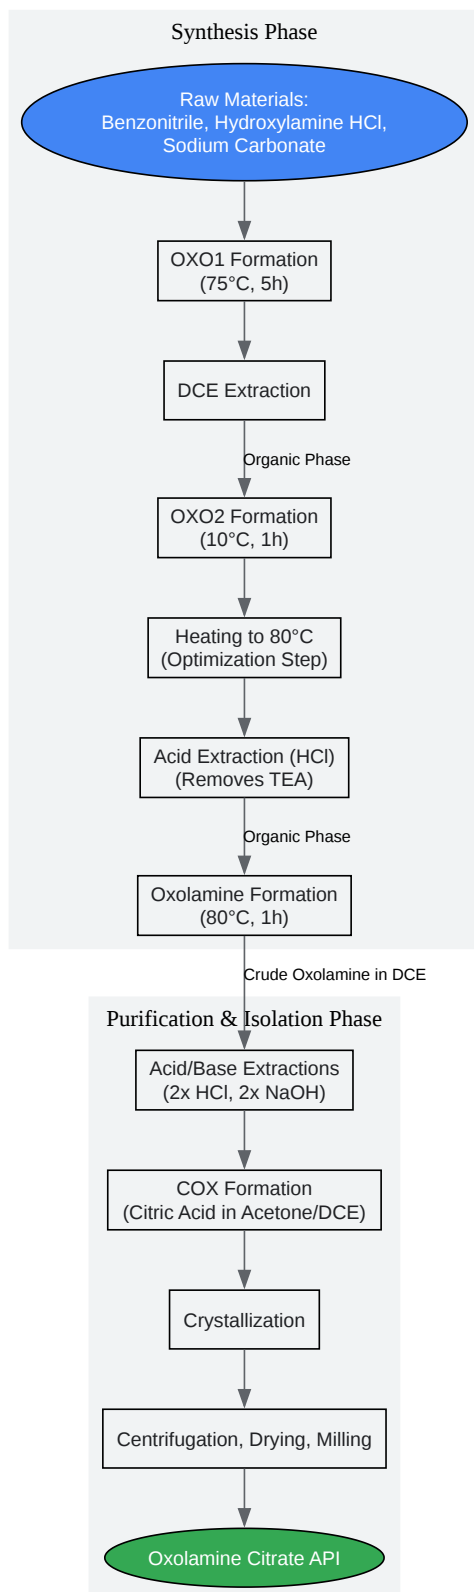 Synthesis Phase
Raw Materials:
Benzonitrile, Hydroxylamine HCl,
Sodium Carbonate
OXO1 Formation
(75°C, 5h)
DCE Extraction
Organic Phase
OXO2 Formation
(10°C, 1h)
Heating to 80°C
(Optimization Step)
Acid Extraction (HCl)
(Removes TEA)
Organic Phase
Oxolamine Formation
(80°C, 1h)
Crude Oxolamine in DCE
Purification & Isolation Phase
Acid/Base Extractions
(2x HCl, 2x NaOH)
COX Formation
(Citric Acid in Acetone/DCE)
Crystallization
Centrifugation, Drying, Milling
Oxolamine Citrate API